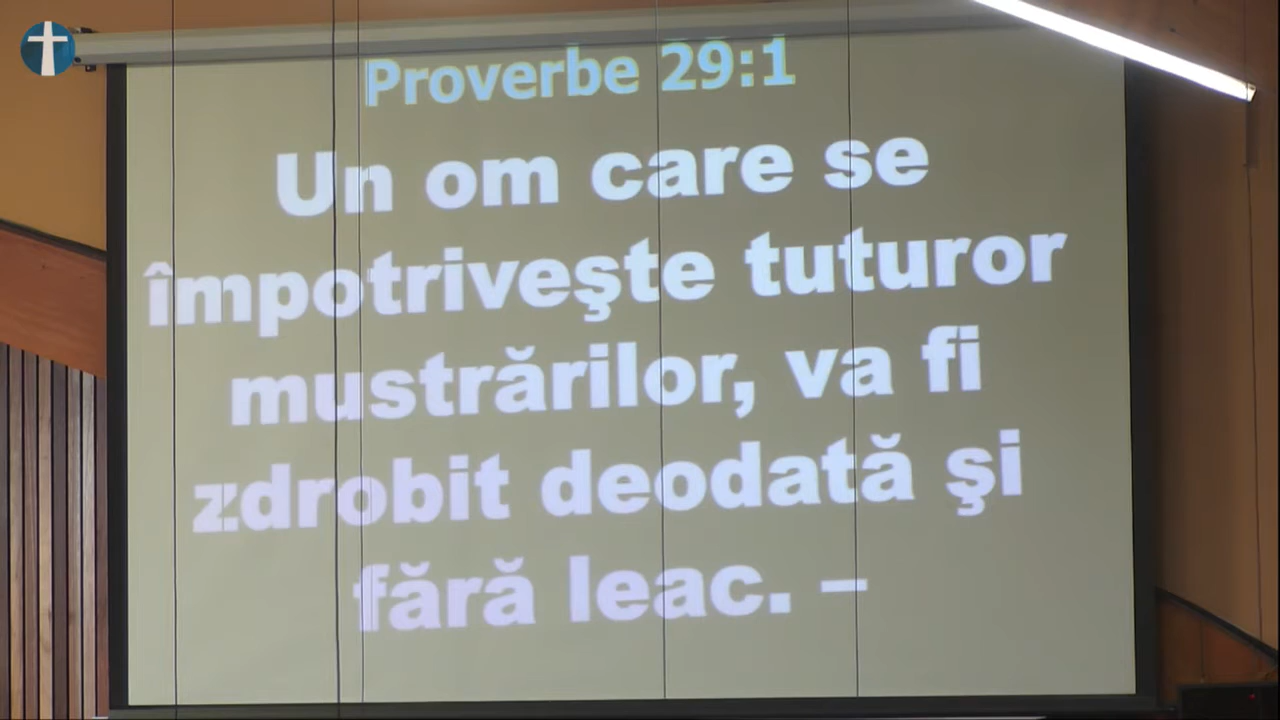 Proverbe 29:1
Un om care se
împotriveşte tuturor
mustrărilor, va fi
zdrobit deodată şi
fără leac. –